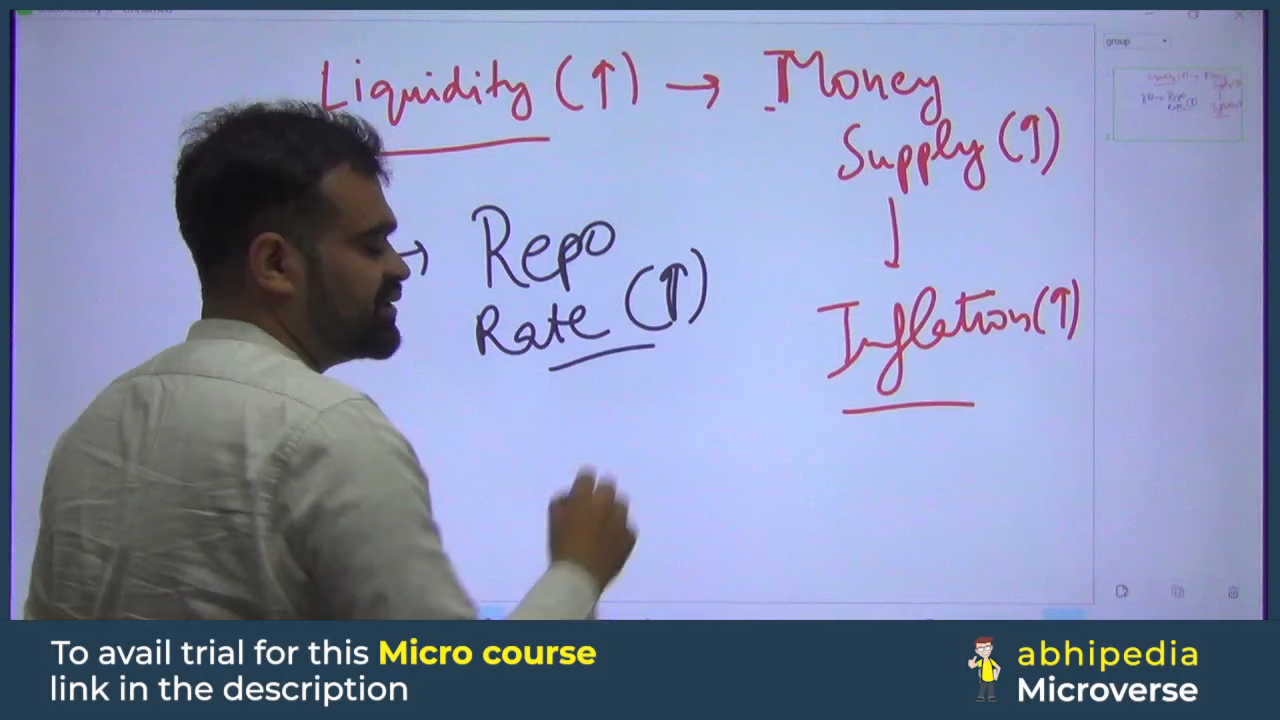 group
Liquidity (↑) → Money
Supply (↑)
↓
Inflation (↑)
→ Repo
Rate (↑)
To avail trial for this Micro course
link in the description
abhipedia
Microverse